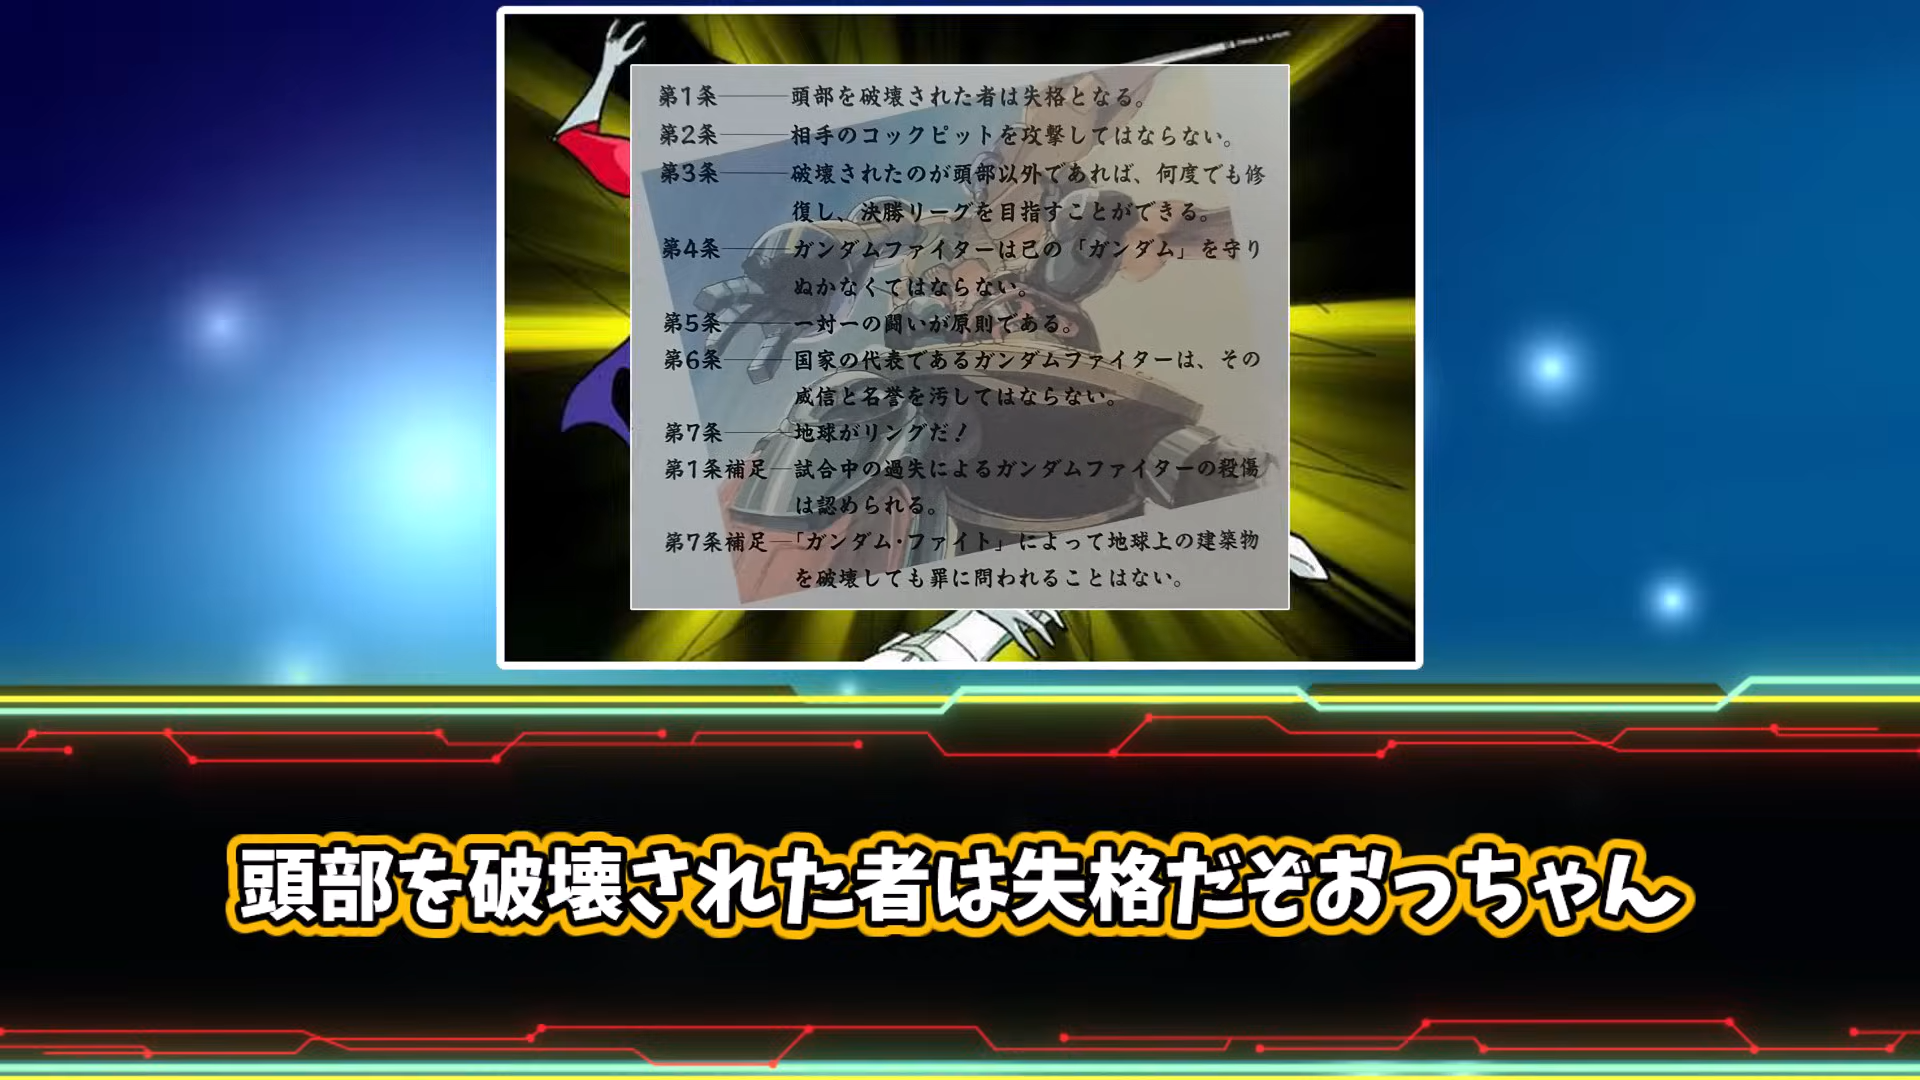 第1条───頭部を破壊された者は失格となる。
第2条───相手のコックピットを攻撃してはならない。
第3条───破壊されたのが頭部以外であれば、何度でも修
復し、決勝リーグを目指すことができる。
第4条───ガンダムファイターは己の「ガンダム」を守り
ぬかなくてはならない。
第5条───一対一の闘いが原則である。
第6条───国家の代表であるガンダムファイターは、その
威信と名誉を汚してはならない。
第7条───地球がリングだ！
第1条補足─試合中の過失によるガンダムファイターの殺傷
は認められる。
第7条補足─「ガンダム・ファイト」によって地球上の建築物
を破壊しても罪に問われることはない。
頭部を破壊された者は失格だぞおっちゃん